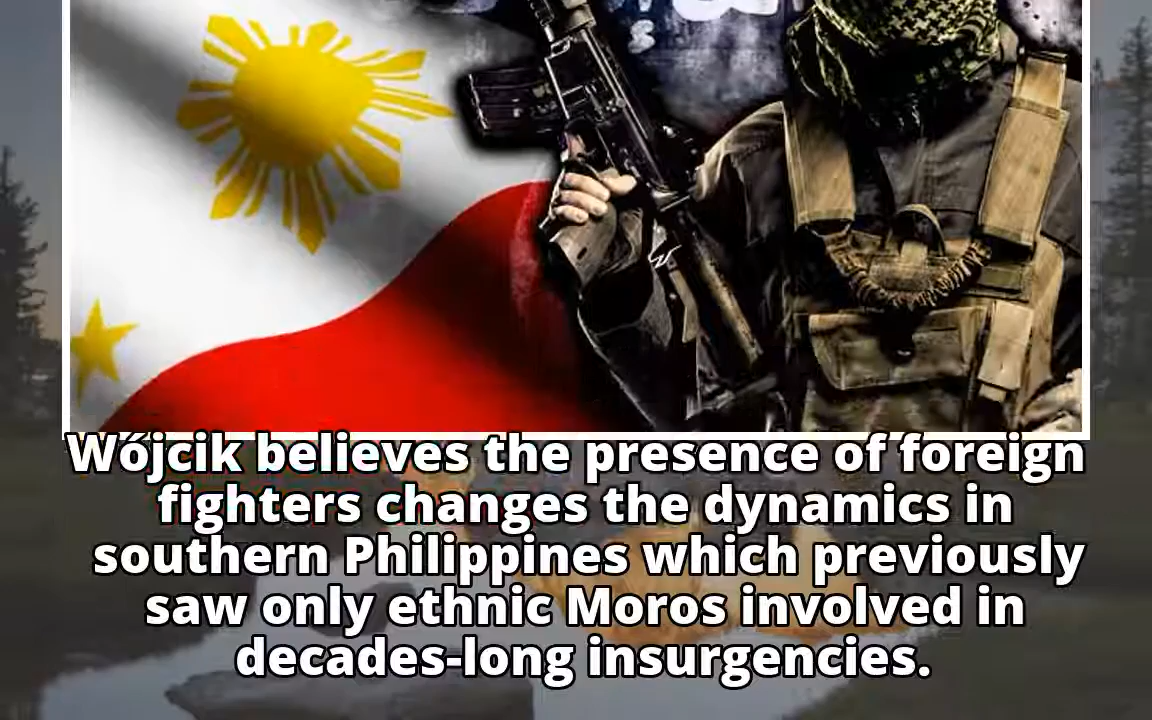 Wójcik believes the presence of foreign
fighters changes the dynamics in
southern Philippines which previously
saw only ethnic Moros involved in
decades-long insurgencies.